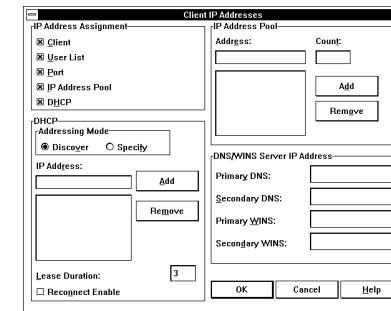 Client IP Addresses
IP Address Assignment
Client
User List
Port
IP Address Pool
DHCP
DHCP
Addressing Mode
Discover Specify
IP Address:
Add
Remove
Lease Duration: 3
Reconnect Enable
IP Address Pool
Address: Count:
Add
Remove
DNS/WINS Server IP Address
Primary DNS:
Secondary DNS:
Primary WINS:
Secondary WINS:
OK Cancel Help